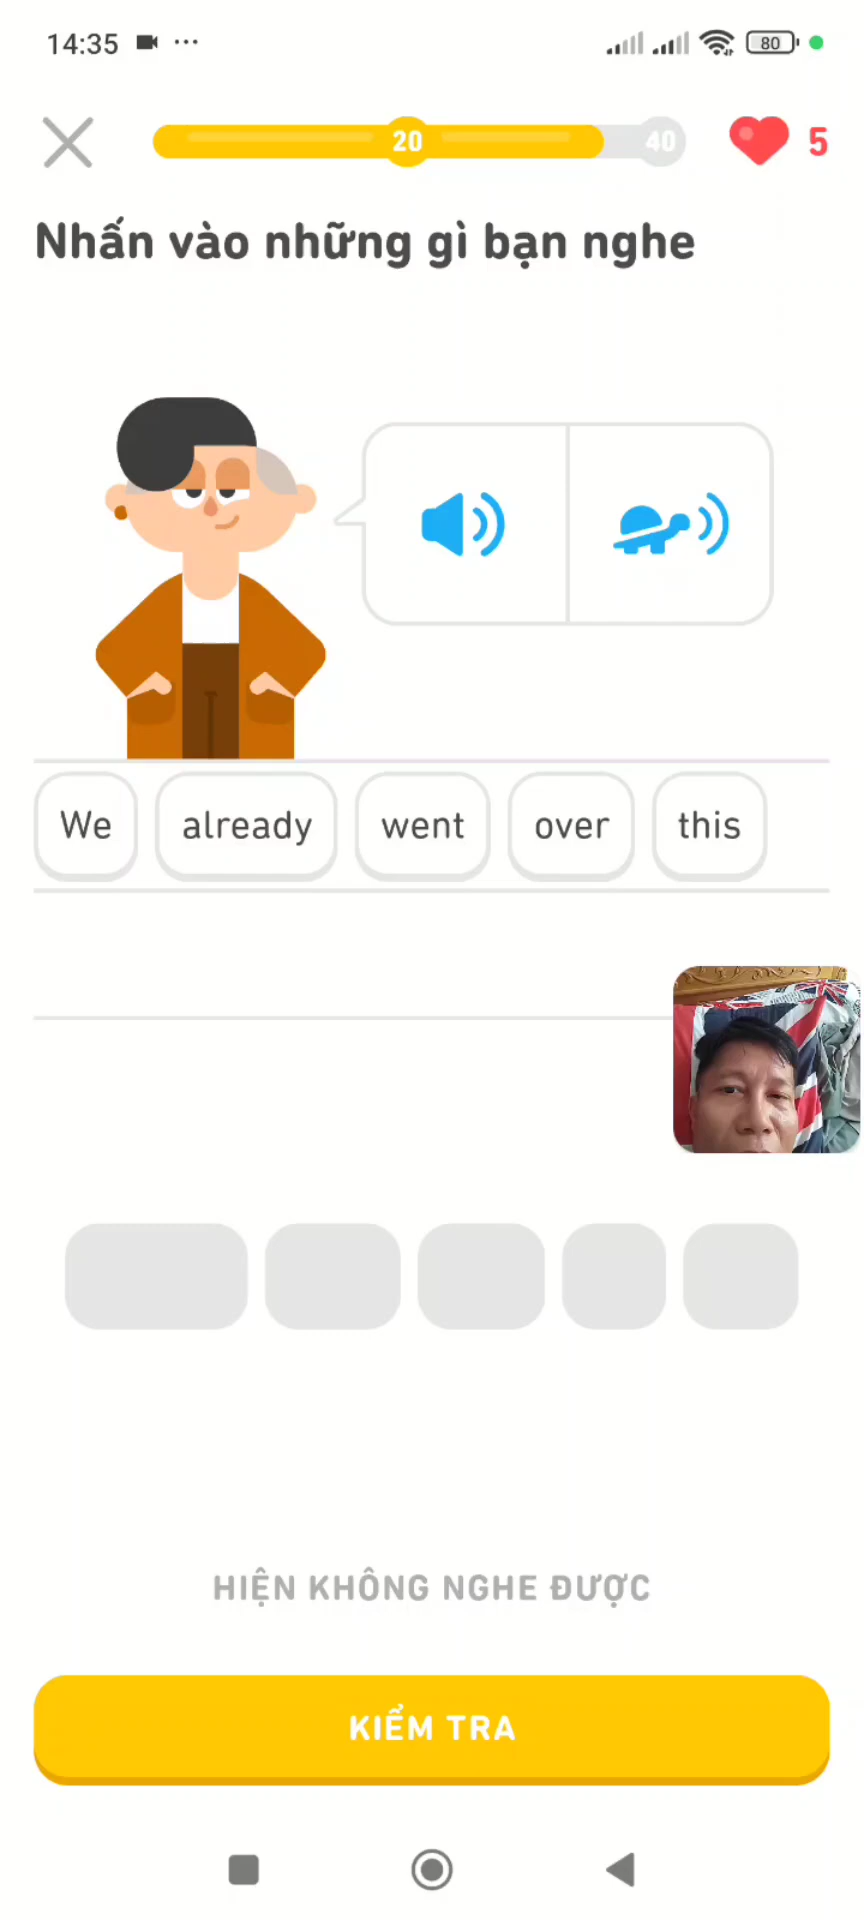 14:35 80
20 40 5
Nhấn vào những gì bạn nghe
We already went over this
HIỆN KHÔNG NGHE ĐƯỢC
KIỂM TRA